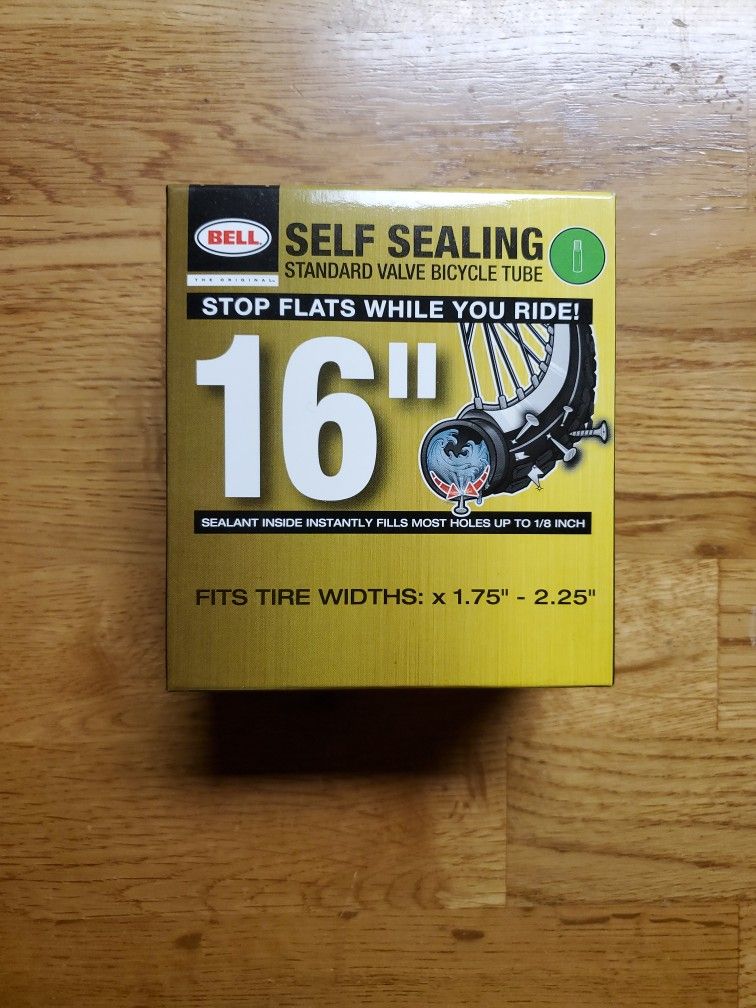 BELL
THE ORIGINAL
SELF SEALING
STANDARD VALVE BICYCLE TUBE
STOP FLATS WHILE YOU RIDE!
16"
SEALANT INSIDE INSTANTLY FILLS MOST HOLES UP TO 1/8 INCH
FITS TIRE WIDTHS: x 1.75" - 2.25"